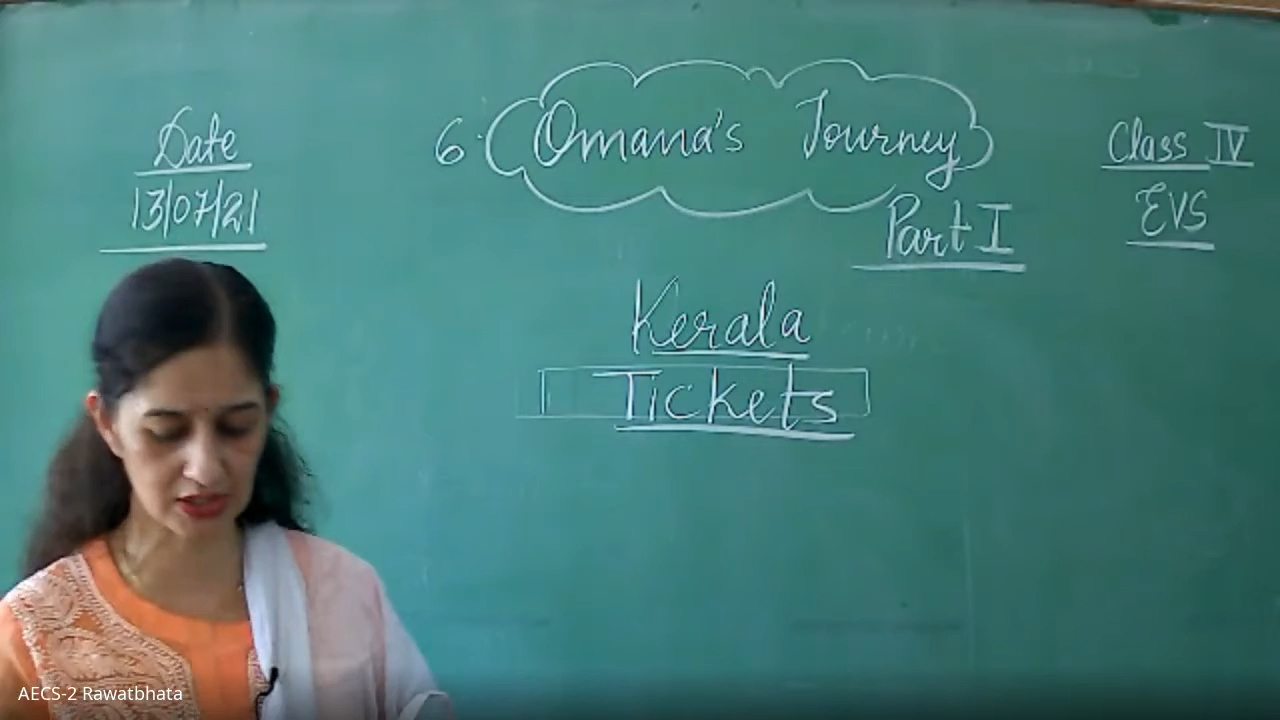 Date
13/07/21
6. Omana's Journey
Part I
Class IV
EVS
Kerala
Tickets
AECS-2 Rawatbhata